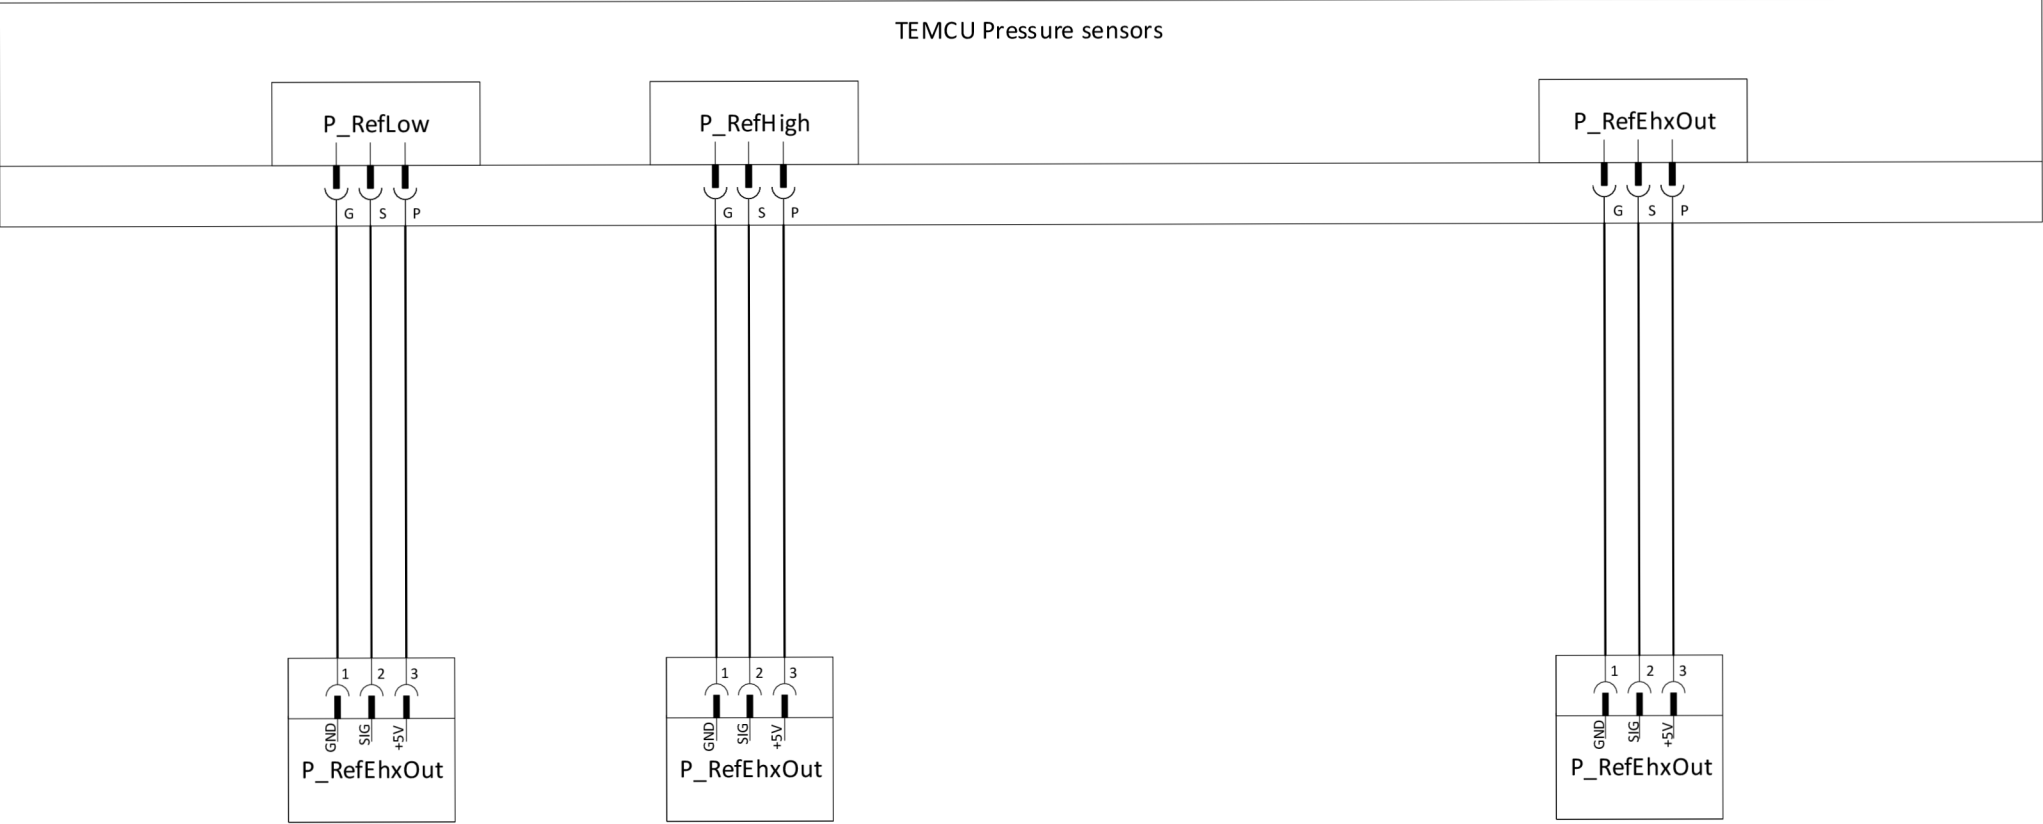 TEMCU Pressure sensors
P_RefLow
P_RefHigh
P_RefEhxOut
G S P
G S P
G S P
1 2 3
1 2 3
1 2 3
GND SIG +5V
GND SIG +5V
GND SIG +5V
P_RefEhxOut
P_RefEhxOut
P_RefEhxOut